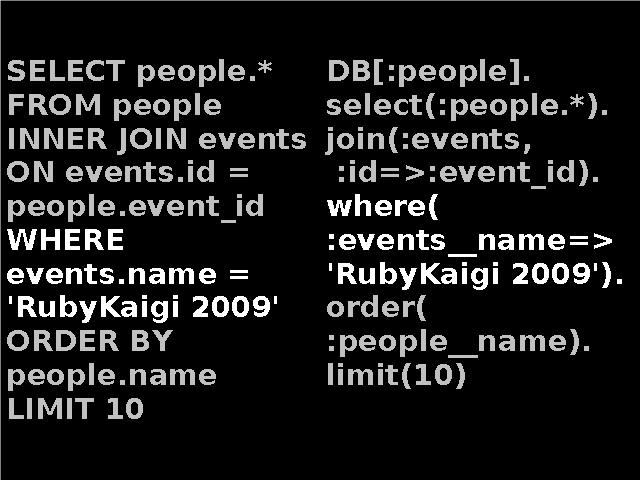 SELECT people.*
FROM people
INNER JOIN events
ON events.id =
people.event_id
WHERE
events.name =
'RubyKaigi 2009'
ORDER BY
people.name
LIMIT 10
DB[:people].
select(:people.*).
join(:events,
:id=>:event_id).
where(
:events__name=>
'RubyKaigi 2009').
order(
:people__name).
limit(10)